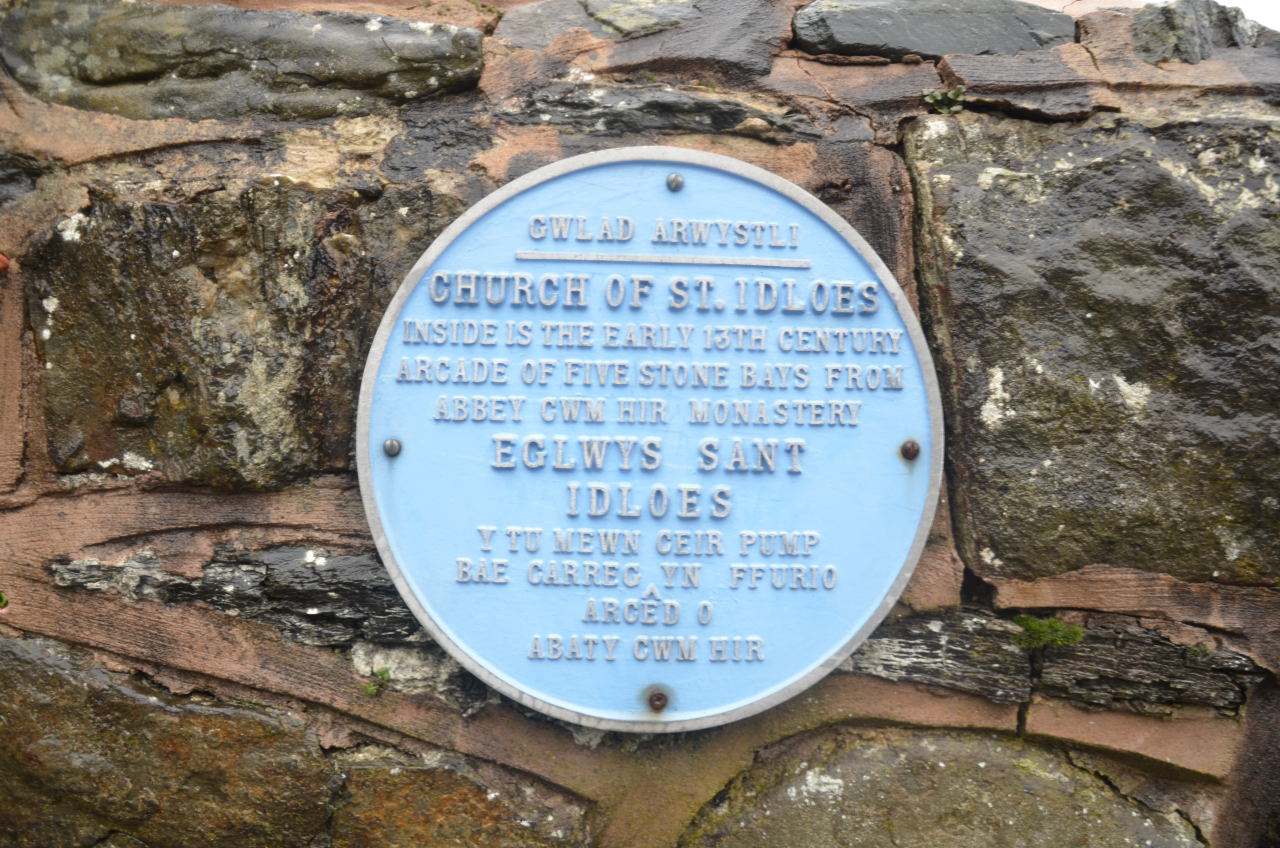 GWLAD ARWYSTLI
CHURCH OF ST. IDLOES
INSIDE IS THE EARLY 13TH CENTURY
ARCADE OF FIVE STONE BAYS FROM
ABBEY CWM HIR MONASTERY
EGLWYS SANT
IDLOES
Y TU MEWN CEIR PUMP
BAE CARREG YN FFURIO
ARCÊD O
ABATY CWM HIR